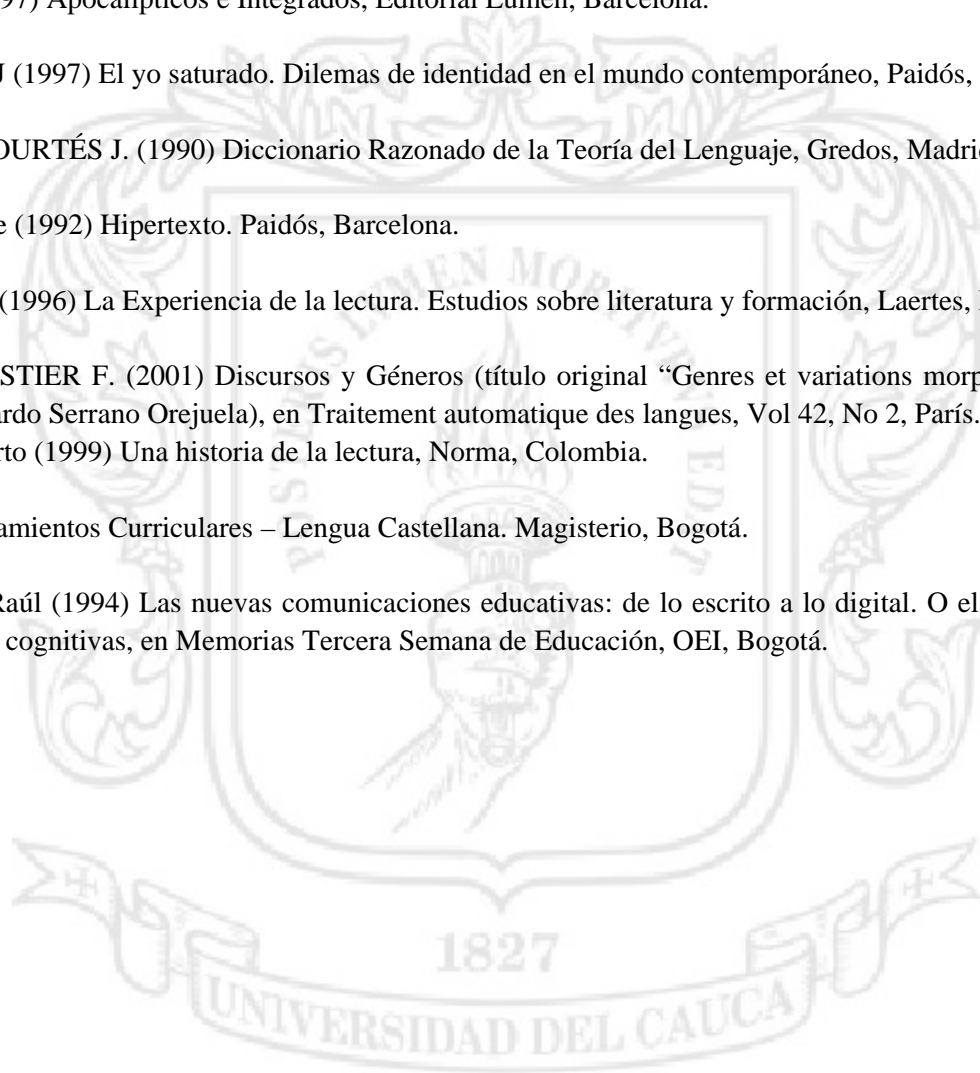 97) Apocalípticos e Integrados, Editorial Lumen, Barcelona.
J (1997) El yo saturado. Dilemas de identidad en el mundo contemporáneo, Paidós,
OURTÉS J. (1990) Diccionario Razonado de la Teoría del Lenguaje, Gredos, Madri
e (1992) Hipertexto. Paidós, Barcelona.
(1996) La Experiencia de la lectura. Estudios sobre literatura y formación, Laertes,
STIER F. (2001) Discursos y Géneros (título original “Genres et variations morp
ardo Serrano Orejuela), en Traitement automatique des langues, Vol 42, No 2, París.
rto (1999) Una historia de la lectura, Norma, Colombia.
amientos Curriculares – Lengua Castellana. Magisterio, Bogotá.
Raúl (1994) Las nuevas comunicaciones educativas: de lo escrito a lo digital. O el
cognitivas, en Memorias Tercera Semana de Educación, OEI, Bogotá.
POSTERIS LVMEN MORITVRVS EDAT
1827
UNIVERSIDAD DEL CAUCA